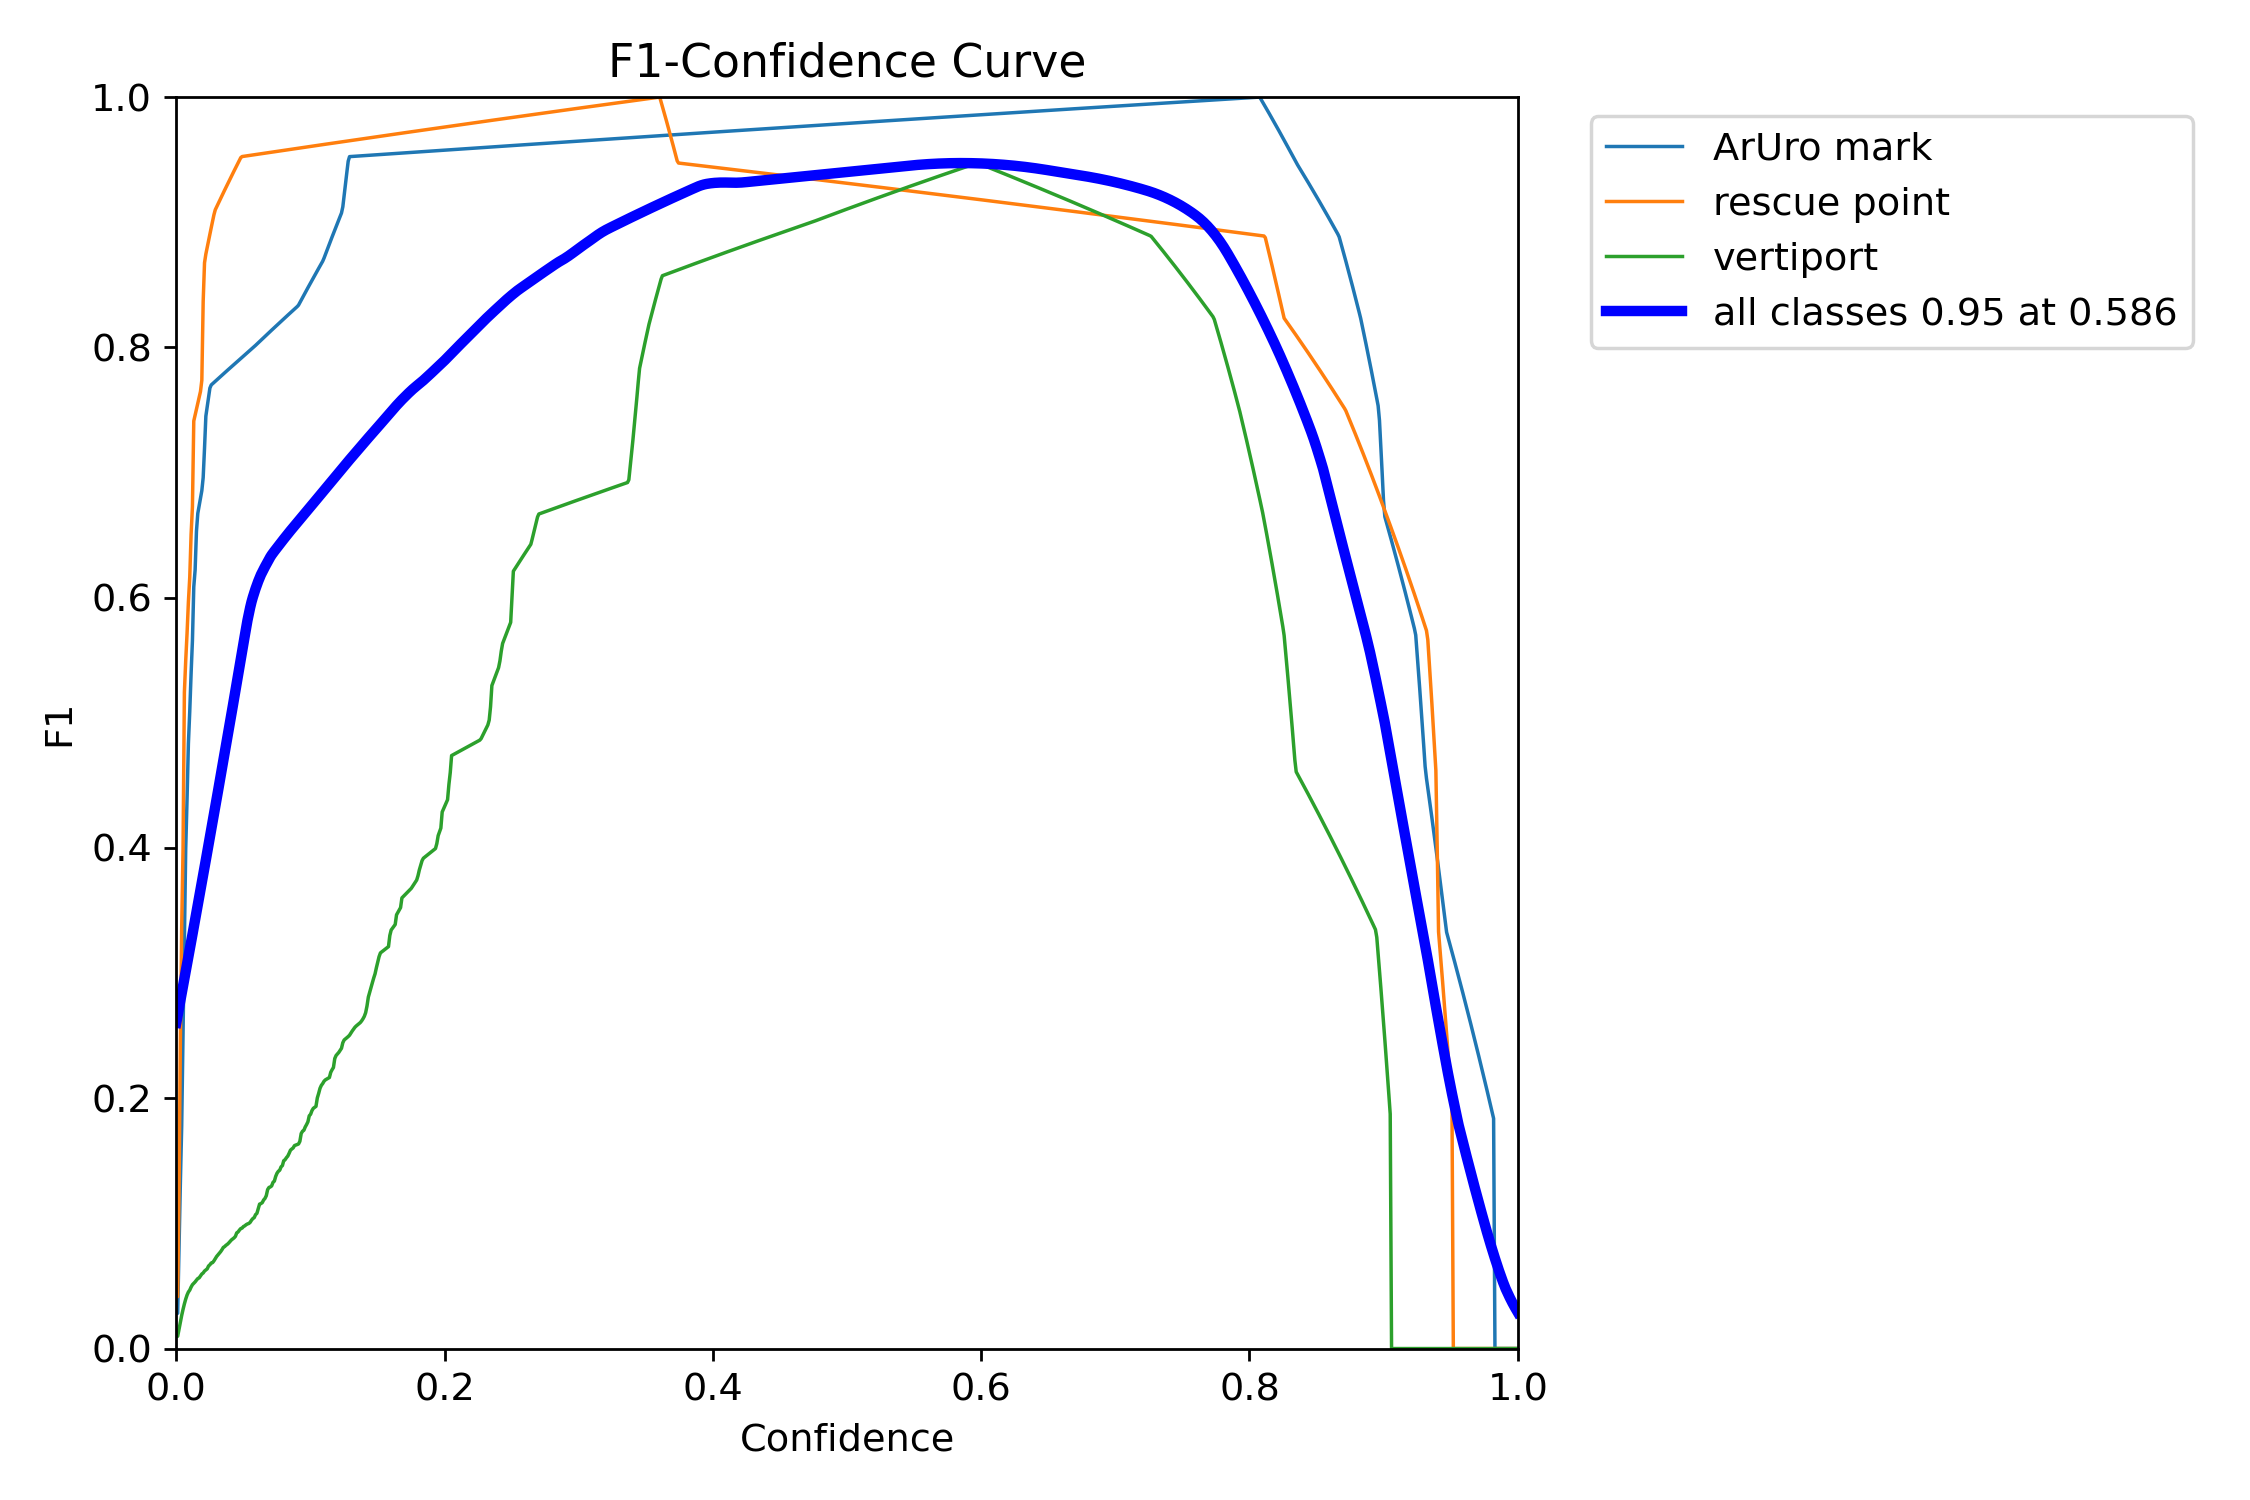 F1-Confidence Curve
1.0
0.8
0.6
0.4
0.2
0.0
F1
0.0 0.2 0.4 0.6 0.8 1.0
Confidence
ArUro mark
rescue point
vertiport
all classes 0.95 at 0.586